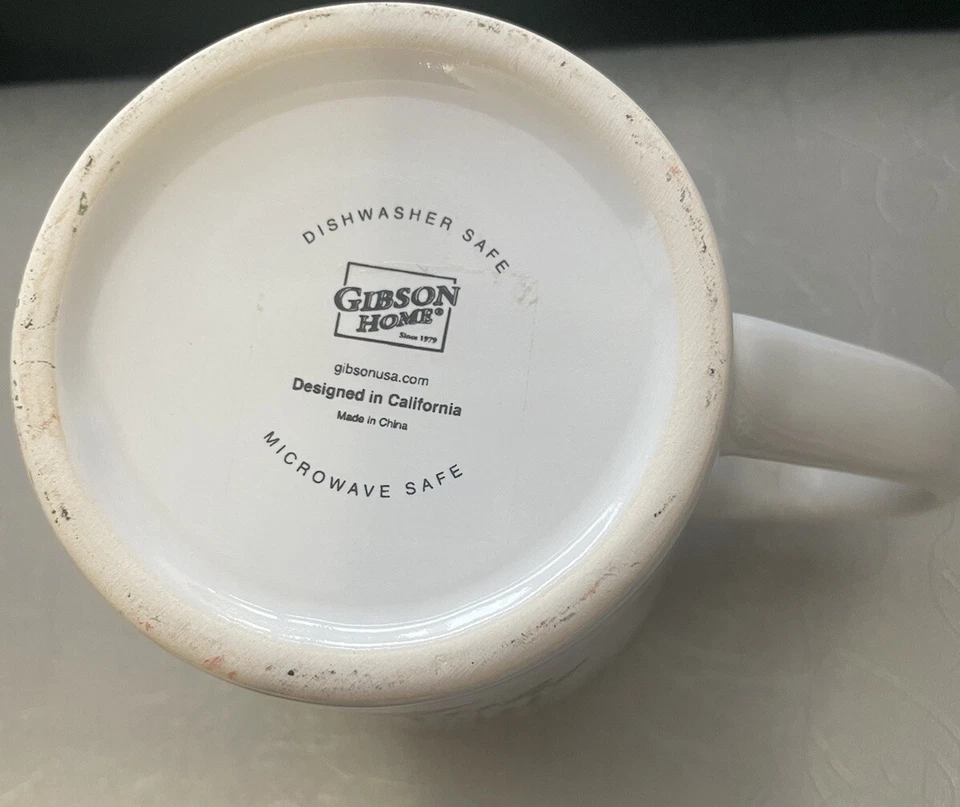 DISHWASHER SAFE
GIBSON
HOME®
Since 1979
gibsonusa.com
Designed in California
Made in China
MICROWAVE SAFE